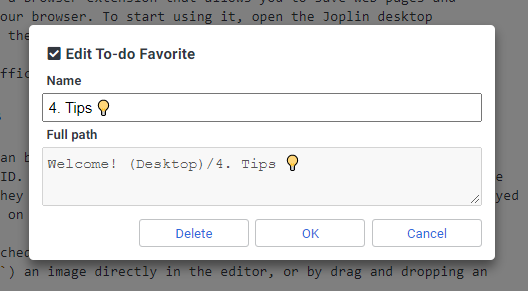 a browser extension that allows you to save web pages and
our browser. To start using it, open the Joplin desktop
the
Edit To-do Favorite
ffic
Name
4. Tips 💡
Full path
an b
Welcome! (Desktop)/4. Tips 💡
ID.
e
hey
yed
on
Delete
OK
Cancel
chec
`) an image directly in the editor, or by drag and dropping an